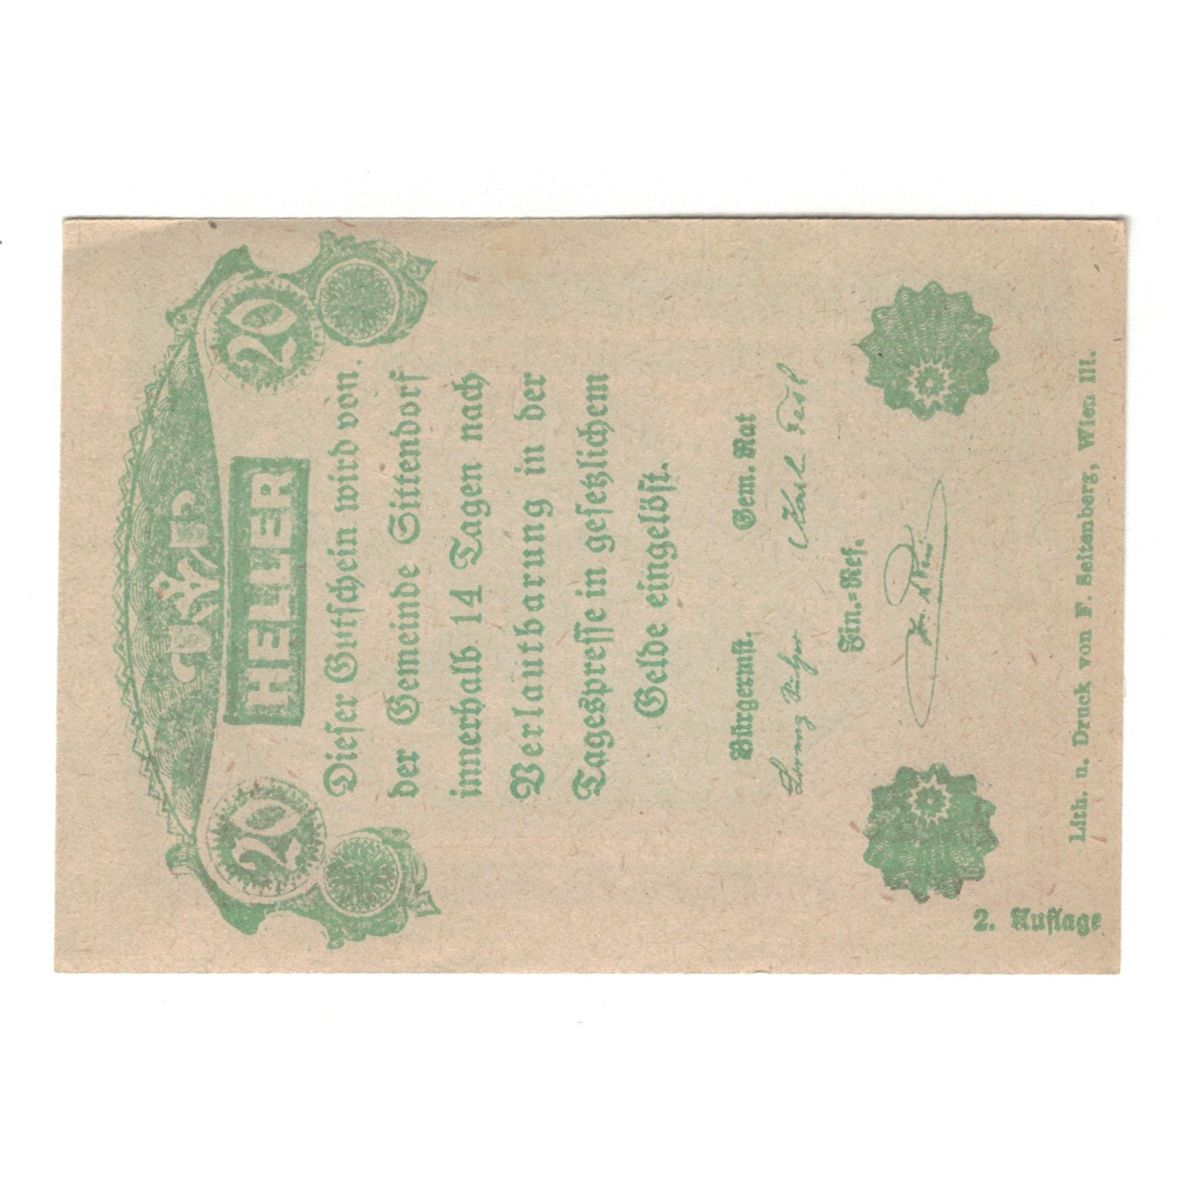 20 20
HELLER
Dieser Gutschein wird von
der Gemeinde Sittendorf
innerhalb 14 Tagen nach
Verlautbarung in der
Tagespresse in gesetzlichem
Gelde eingelöst.
Bürgermst. Gem. Rat
Karl
Fin.-Ref.
2. Auflage
Lith. u. Druck von F. Seitenberg, Wien III.